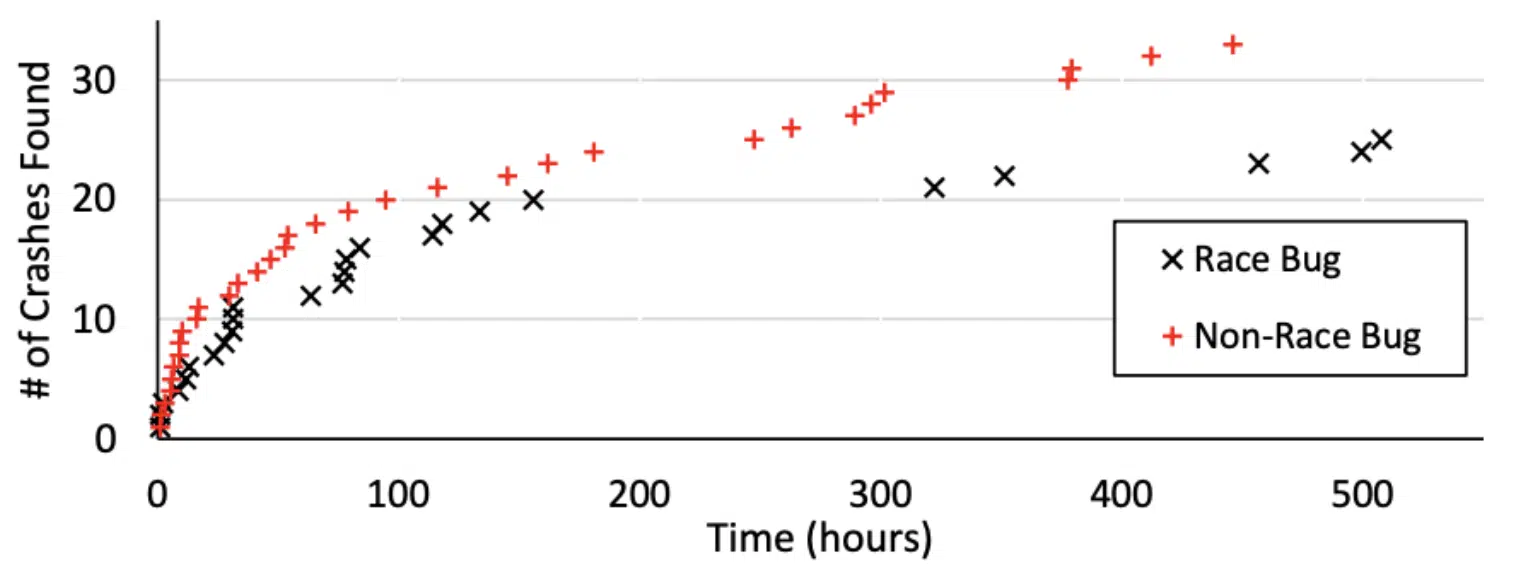 # of Crashes Found
30
20
10
0
0 100 200 300 400 500
Time (hours)
Race Bug
Non-Race Bug